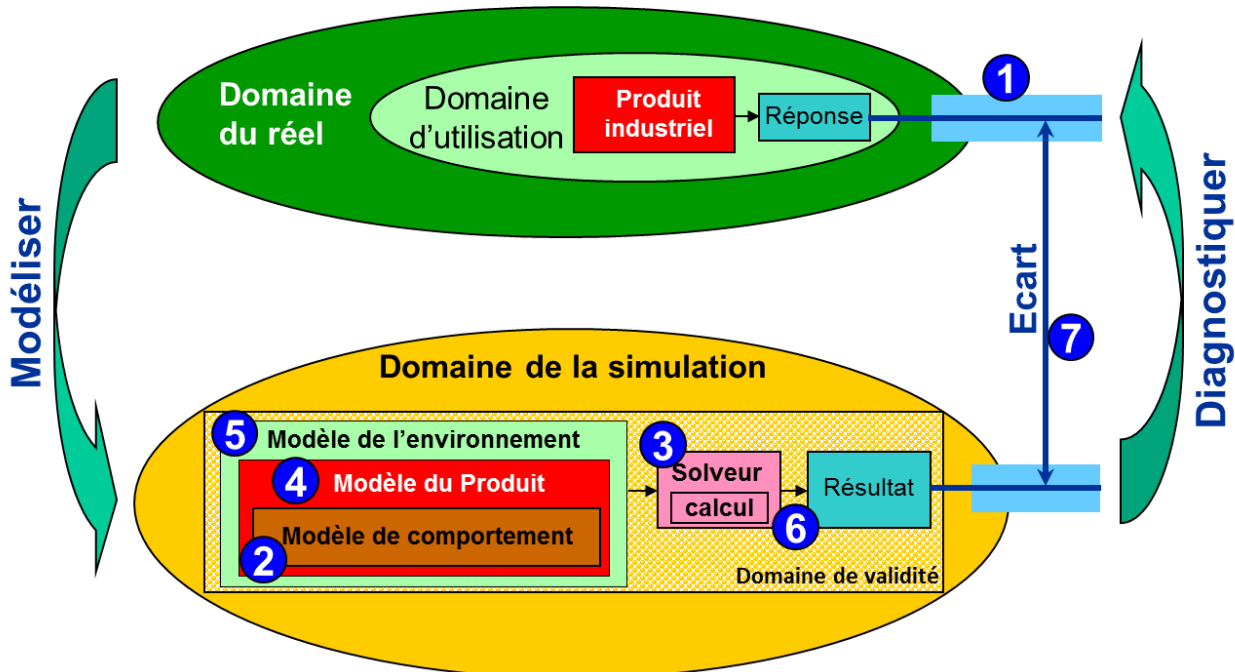 1
Domaine
du réel
Domaine
d'utilisation
Produit
industriel
Réponse
Modéliser
Ecart
7
Diagnostiquer
Domaine de la simulation
5
Modèle de l'environnement
4
Modèle du Produit
2
Modèle de comportement
3
Solveur
calcul
6
Résultat
Domaine de validité